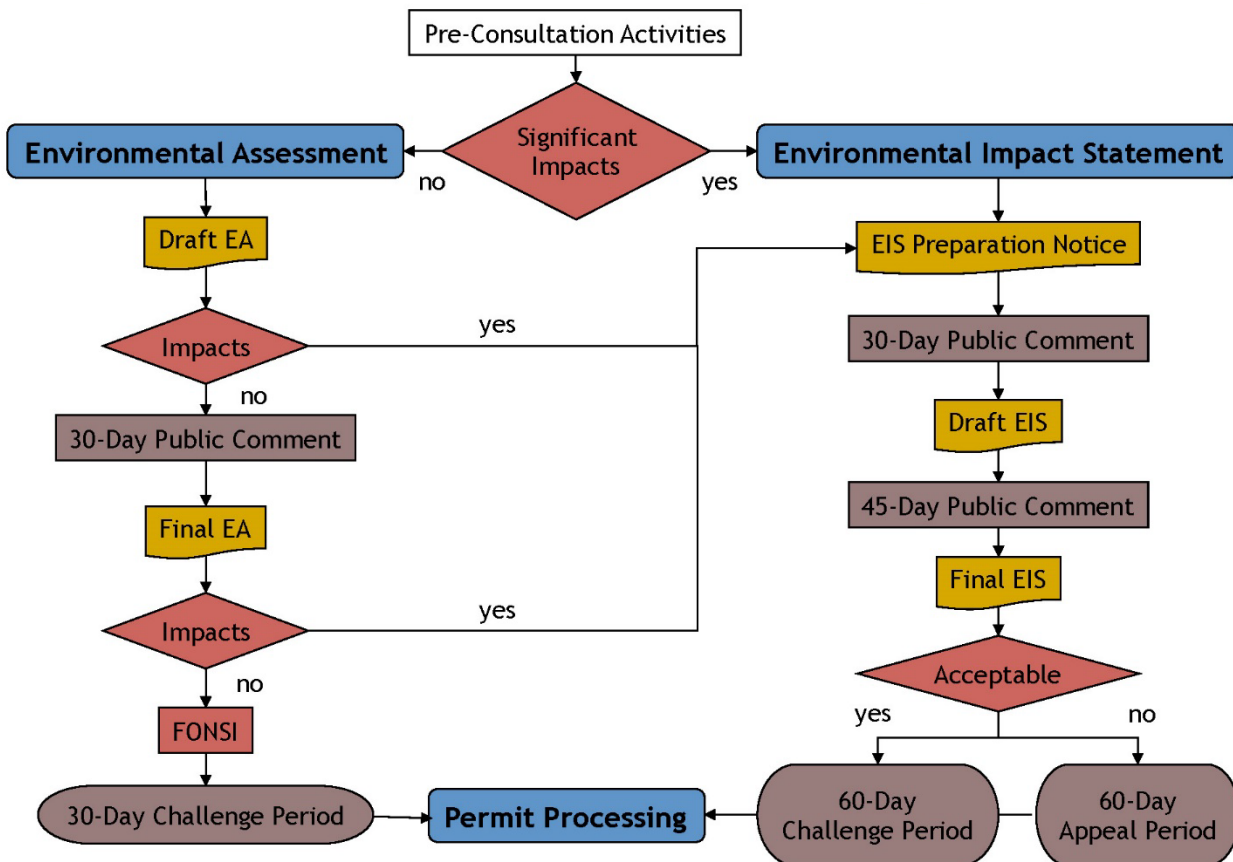 Pre-Consultation Activities
Significant
Impacts
Environmental Assessment
no
yes
Environmental Impact Statement
Draft EA
EIS Preparation Notice
Impacts
yes
no
30-Day Public Comment
30-Day Public Comment
Draft EIS
Final EA
45-Day Public Comment
Final EIS
Impacts
yes
no
Acceptable
yes
no
FONSI
30-Day Challenge Period
Permit Processing
60-Day
Challenge Period
60-Day
Appeal Period